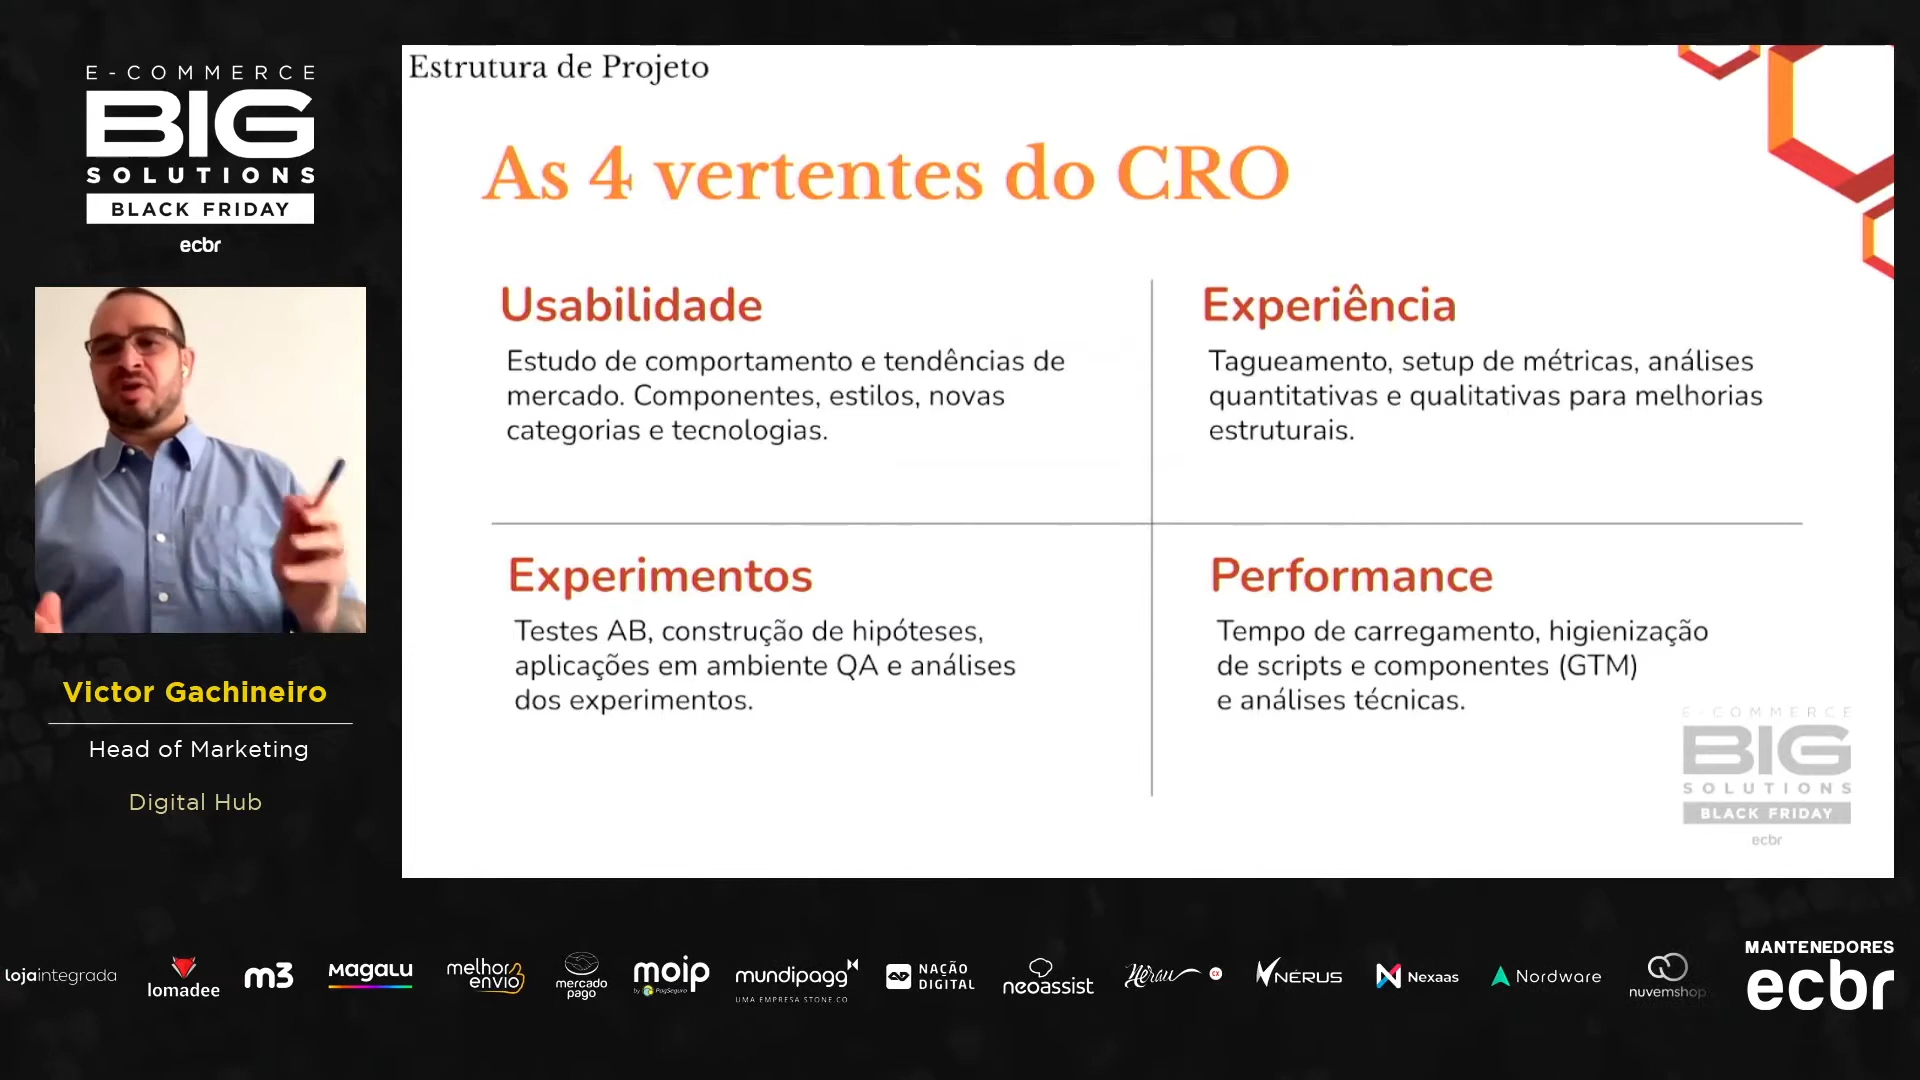 E-COMMERCE
BIG
SOLUTIONS
BLACK FRIDAY
ecbr
Victor Gachineiro
Head of Marketing
Digital Hub
Estrutura de Projeto
As 4 vertentes do CRO
Usabilidade
Estudo de comportamento e tendências de
mercado. Componentes, estilos, novas
categorias e tecnologias.
Experiência
Tagueamento, setup de métricas, análises
quantitativas e qualitativas para melhorias
estruturais.
Experimentos
Testes AB, construção de hipóteses,
aplicações em ambiente QA e análises
dos experimentos.
Performance
Tempo de carregamento, higienização
de scripts e componentes (GTM)
e análises técnicas.
E-COMMERCE
BIG
SOLUTIONS
BLACK FRIDAY
ecbr
lojaintegrada
lomadee
m3
MAGALU
melhor
envio
mercado
pago
moip
by PagSeguro
mundipagg
UMA EMPRESA STONE.CO
NAÇÃO
DIGITAL
neoassist
Hérau
CX
NÉRUS
Nexaas
Nordware
nuvemshop
MANTENEDORES
ecbr